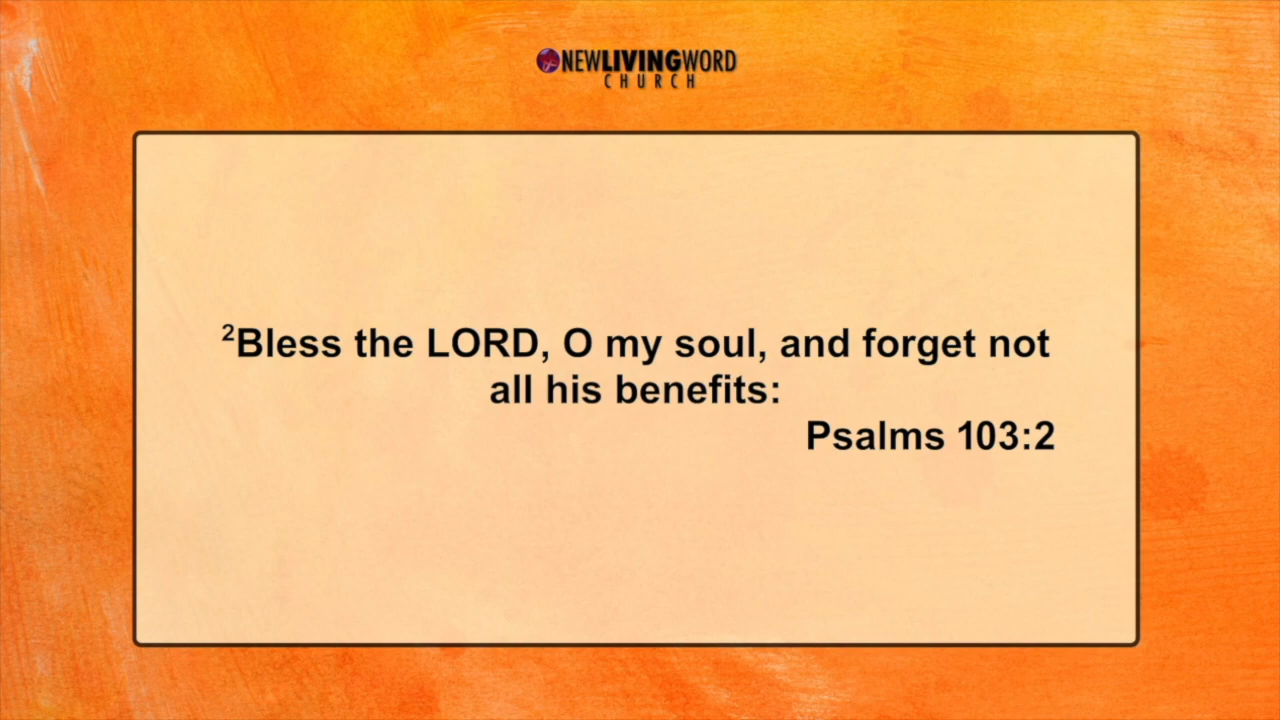 NEWLIVINGWORD
CHURCH
²Bless the LORD, O my soul, and forget not
all his benefits:
Psalms 103:2